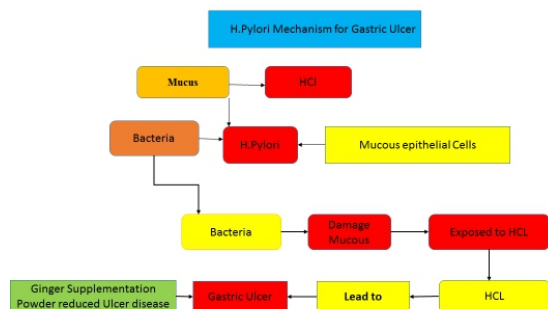 H.Pylori Mechanism for Gastric Ulcer
Mucus
HCl
Bacteria
H.Pylori
Mucous epithelial Cells
Bacteria
Damage
Mucous
Exposed to HCL
Ginger Supplementation
Powder reduced Ulcer disease
Gastric Ulcer
Lead to
HCL